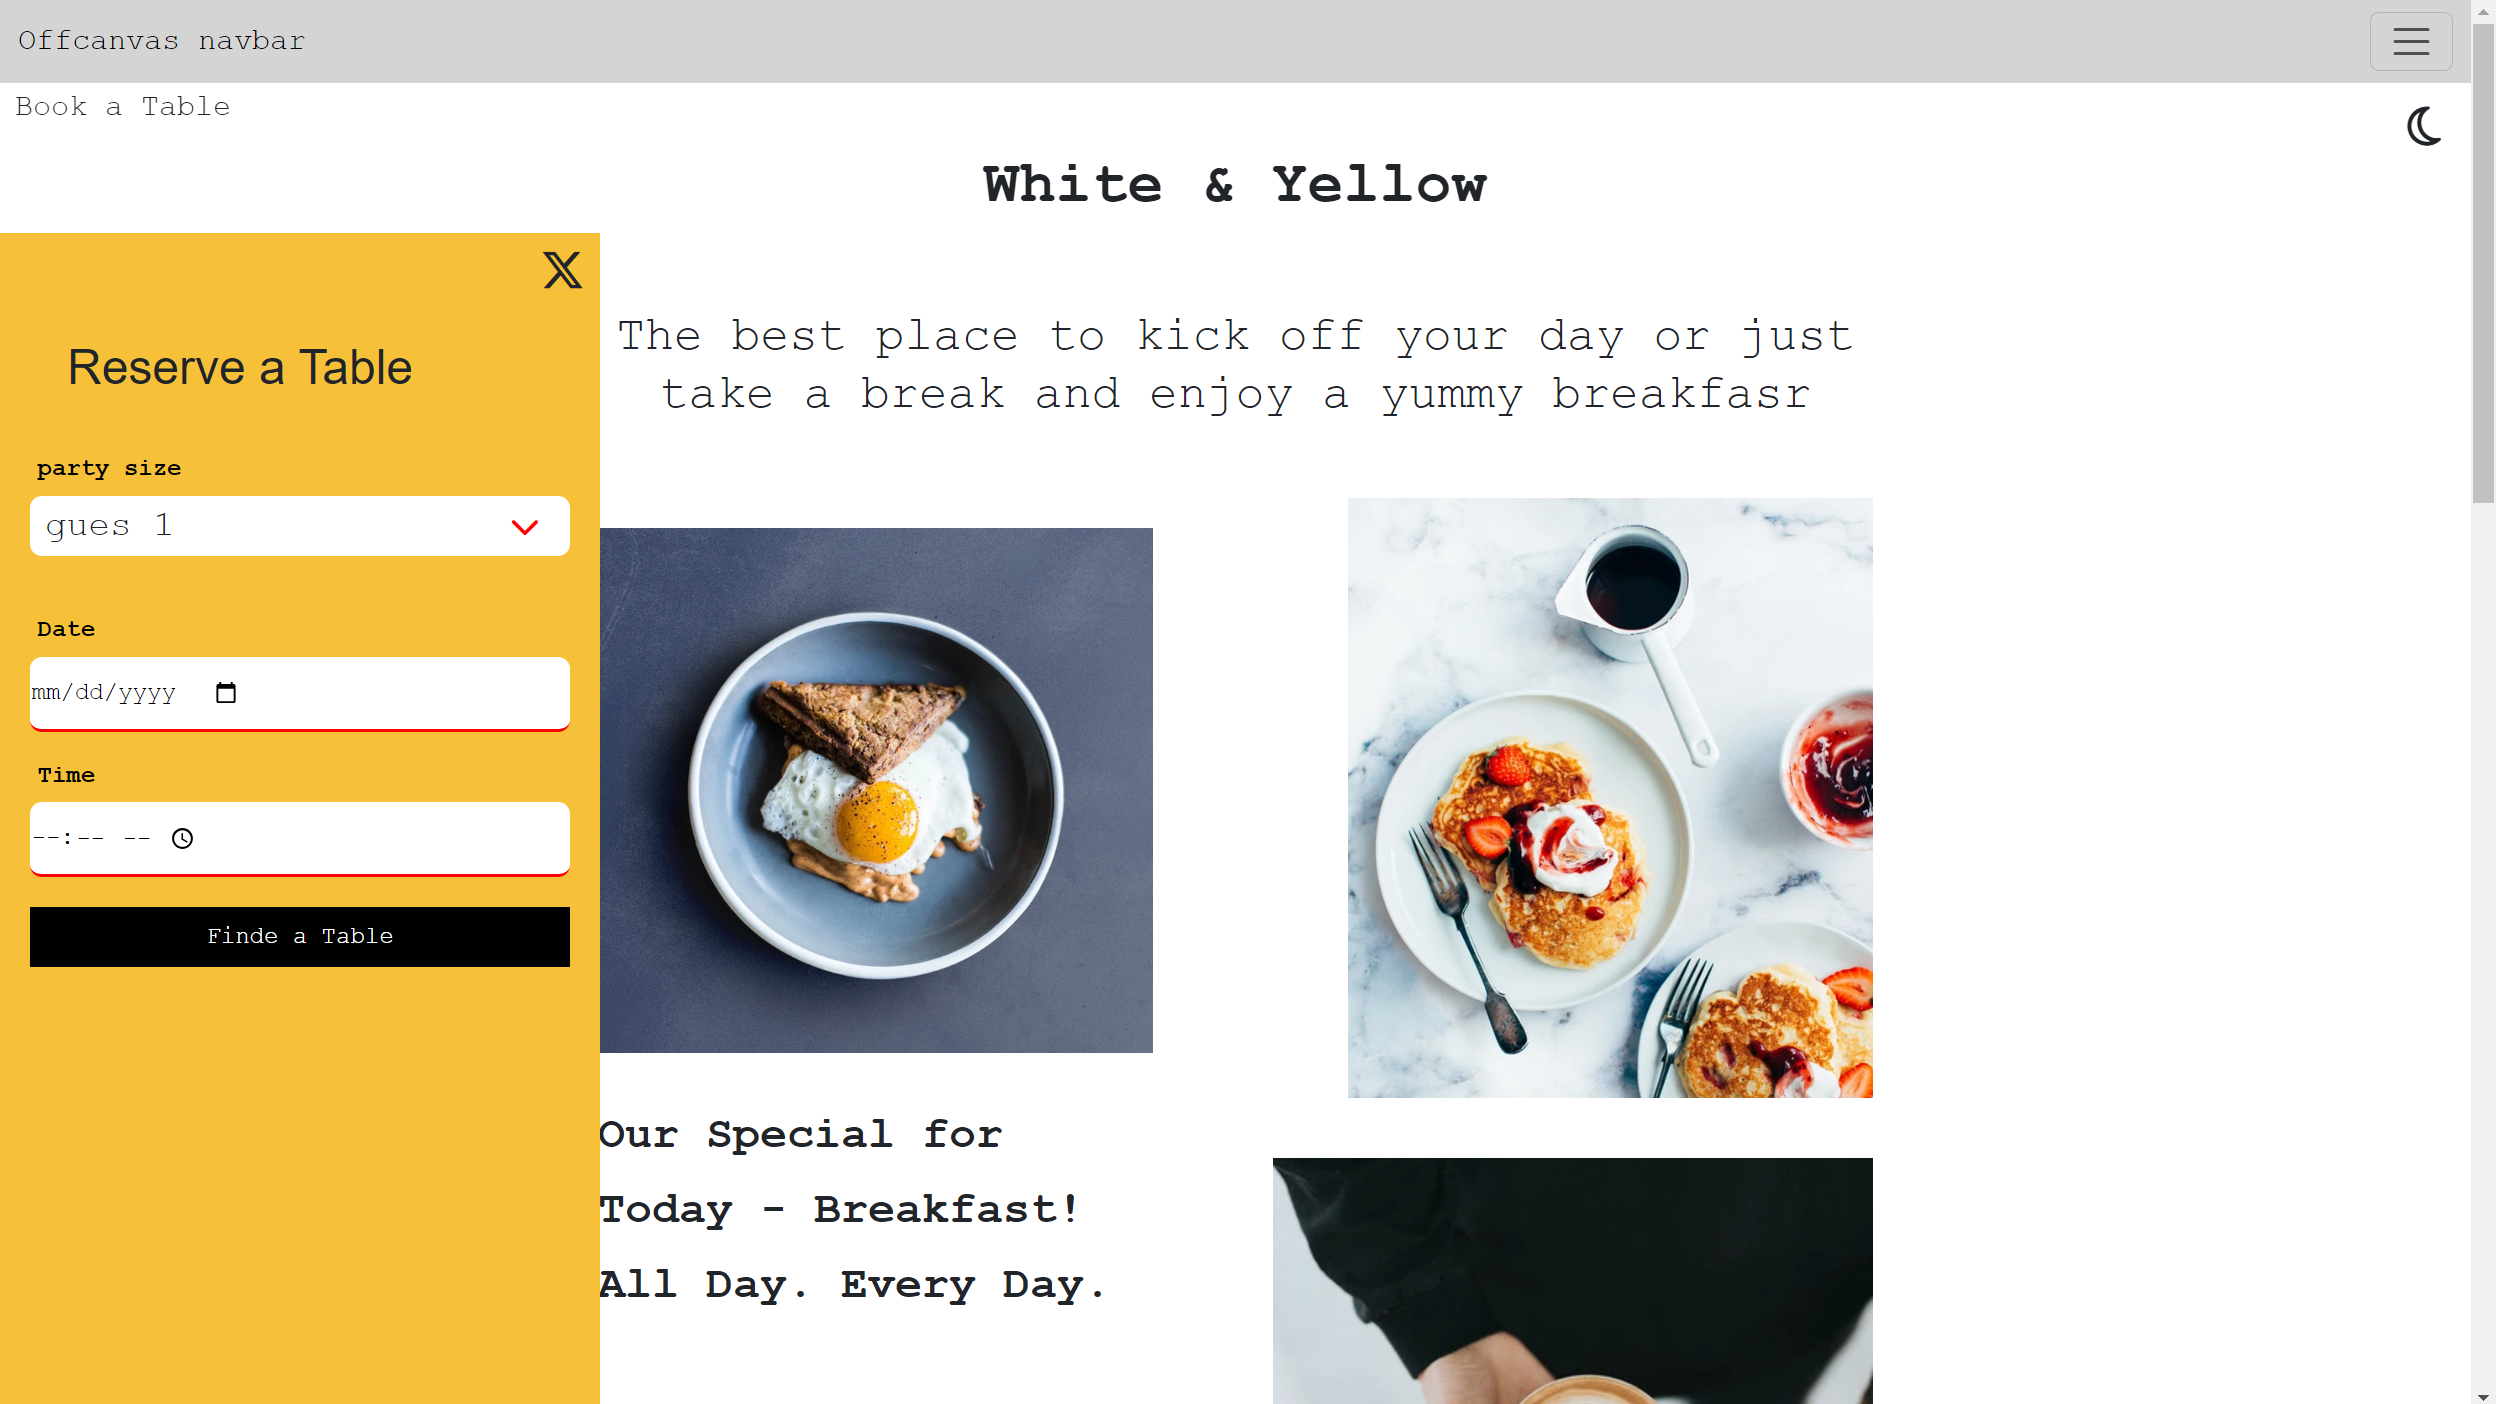 Offcanvas navbar
Book a Table
White & Yellow
The best place to kick off your day or just
take a break and enjoy a yummy breakfasr
Reserve a Table
party size
gues 1
Date
mm/dd/yyyy
Time
--:-- --
Finde a Table
Our Special for
Today - Breakfast!
All Day. Every Day.